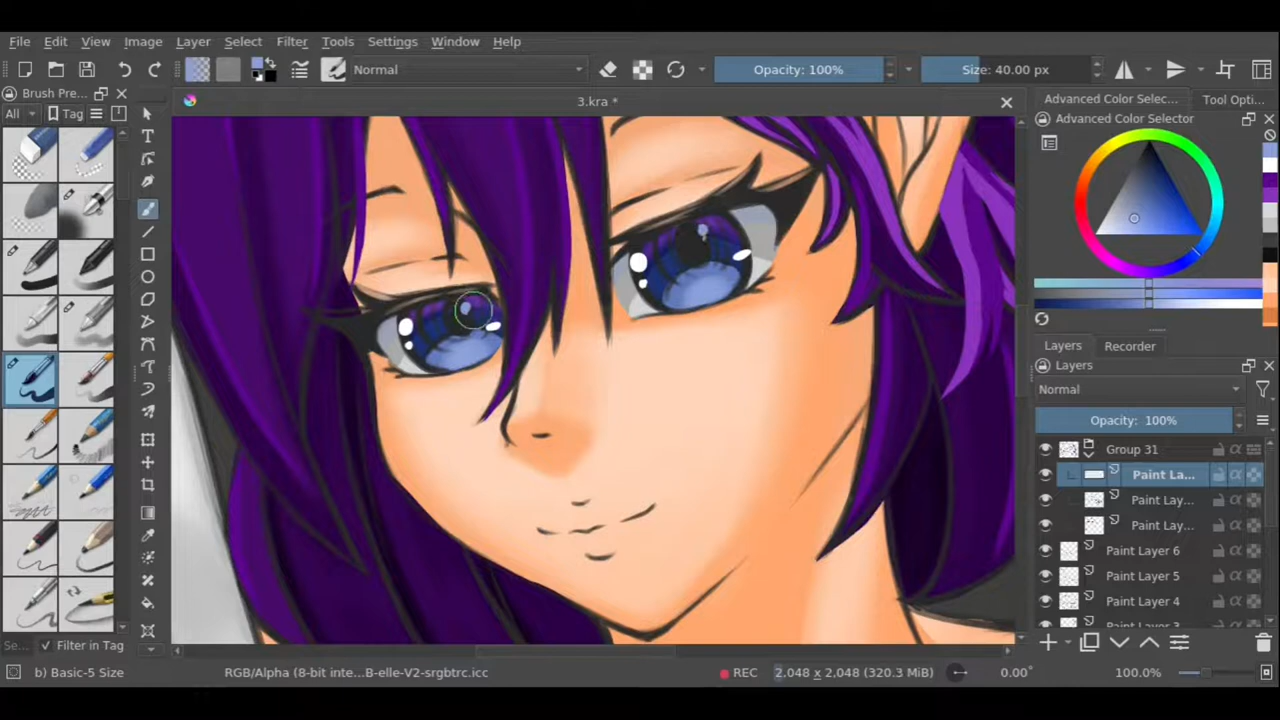 File Edit View Image Layer Select Filter Tools Settings Window Help
Normal
Opacity: 100%
Size: 40.00 px
Brush Pre...
3.kra *
Advanced Color Selec...
Tool Opti...
All
Tag
Advanced Color Selector
Layers
Recorder
Layers
Normal
Opacity: 100%
Group 31
Paint La...
Paint Lay...
Paint Lay...
Paint Layer 6
Paint Layer 5
Paint Layer 4
Se...
Filter in Tag
b) Basic-5 Size
RGB/Alpha (8-bit inte...B-elle-V2-srgbtrc.icc
REC
2,048 x 2,048 (320.3 MiB)
0.00°
100.0%